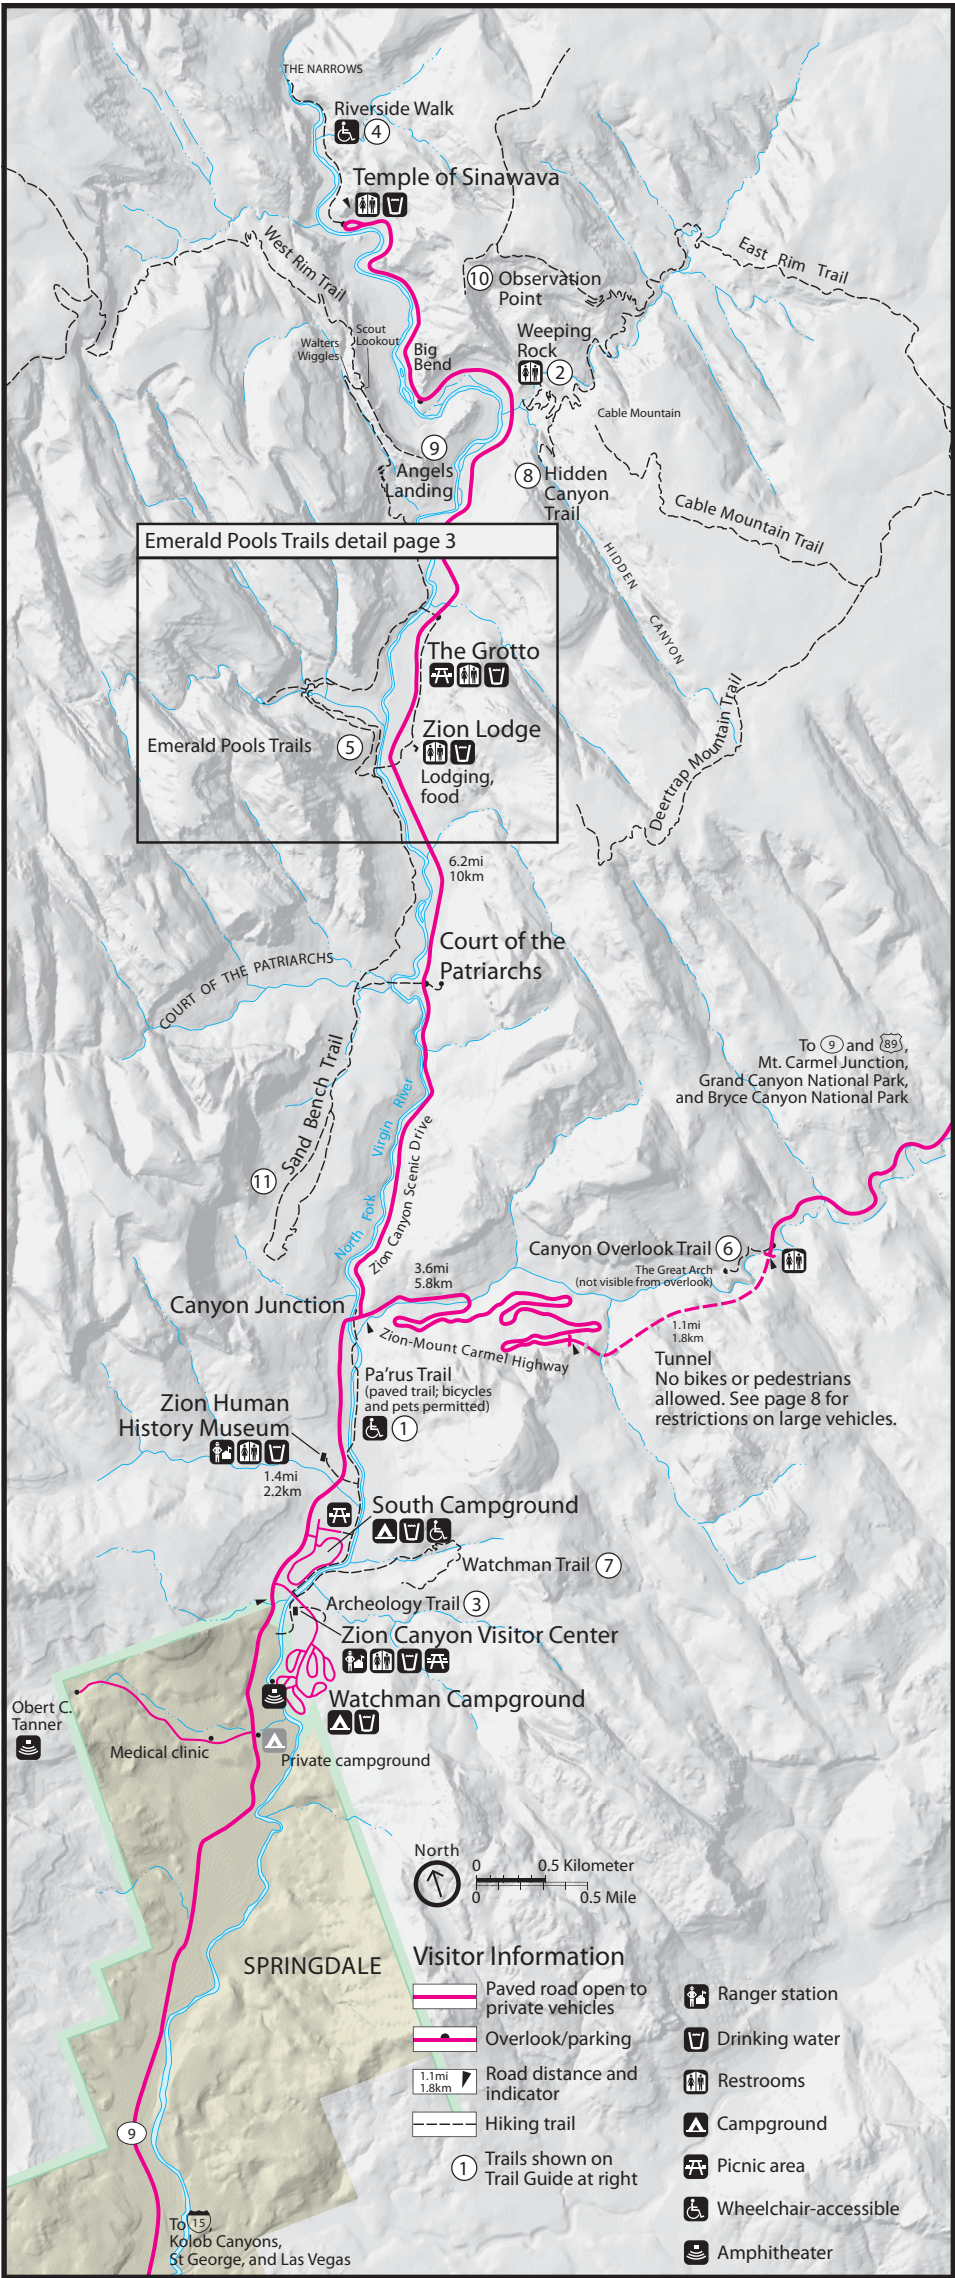 THE NARROWS
Riverside Walk
4
Temple of Sinawava
West Rim Trail
East Rim Trail
10 Observation
Point
Scout
Lookout
Walters
Wiggles
Big
Bend
Weeping
Rock
2
Cable Mountain
9
Angels
Landing
8 Hidden
Canyon
Trail
Cable Mountain Trail
Emerald Pools Trails detail page 3
HIDDEN CANYON
The Grotto
Zion Lodge
Lodging,
food
Emerald Pools Trails 5
Deertrap Mountain Trail
6.2mi
10km
Court of the
Patriarchs
COURT OF THE PATRIARCHS
Sand Bench Trail
11
North Fork Virgin River
Zion Canyon Scenic Drive
To 9 and 89,
Mt. Carmel Junction,
Grand Canyon National Park,
and Bryce Canyon National Park
Canyon Overlook Trail 6
The Great Arch
(not visible from overlook)
3.6mi
5.8km
Canyon Junction
Zion-Mount Carmel Highway
1.1mi
1.8km
Tunnel
No bikes or pedestrians
allowed. See page 8 for
restrictions on large vehicles.
Pa'rus Trail
(paved trail; bicycles
and pets permitted)
1
Zion Human
History Museum
1.4mi
2.2km
South Campground
Watchman Trail 7
Archeology Trail 3
Zion Canyon Visitor Center
Watchman Campground
Obert C.
Tanner
Medical clinic
Private campground
North
0 0.5 Kilometer
0 0.5 Mile
SPRINGDALE
9
To 15,
Kolob Canyons,
St George, and Las Vegas
Visitor Information
Paved road open to
private vehicles
Overlook/parking
1.1mi
1.8km
Road distance and
indicator
Hiking trail
1 Trails shown on
Trail Guide at right
Ranger station
Drinking water
Restrooms
Campground
Picnic area
Wheelchair-accessible
Amphitheater